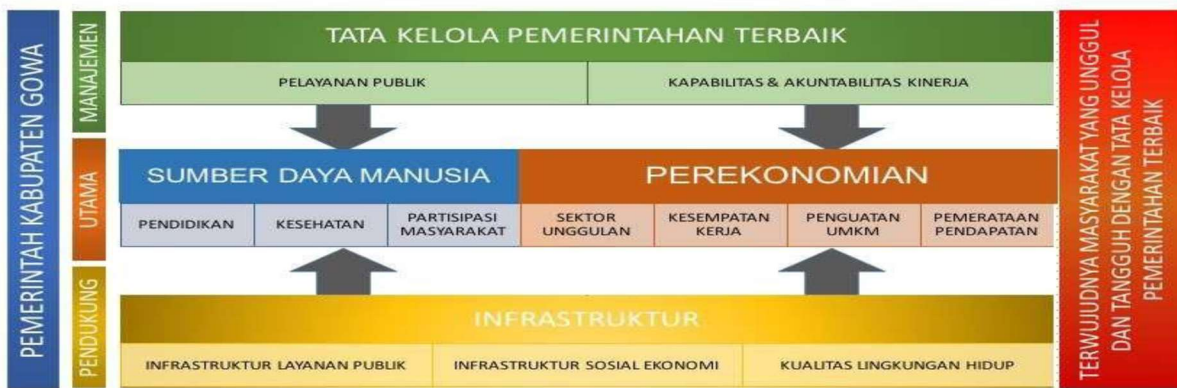 PEMERINTAH KABUPATEN GOWA
MANAJEMEN
TATA KELOLA PEMERINTAHAN TERBAIK
PELAYANAN PUBLIK
KAPABILITAS & AKUNTABILITAS KINERJA
UTAMA
SUMBER DAYA MANUSIA
PEREKONOMIAN
PENDIDIKAN
KESEHATAN
PARTISIPASI
MASYARAKAT
SEKTOR
UNGGULAN
KESEMPATAN
KERJA
PENGUATAN
UMKM
PEMERATAAN
PENDAPATAN
PENDUKUNG
INFRASTRUKTUR
INFRASTRUKTUR LAYANAN PUBLIK
INFRASTRUKTUR SOSIAL EKONOMI
KUALITAS LINGKUNGAN HIDUP
TERWUJUDNYA MASYARAKAT YANG UNGGUL
DAN TANGGUH DENGAN TATA KELOLA
PEMERINTAHAN TERBAIK